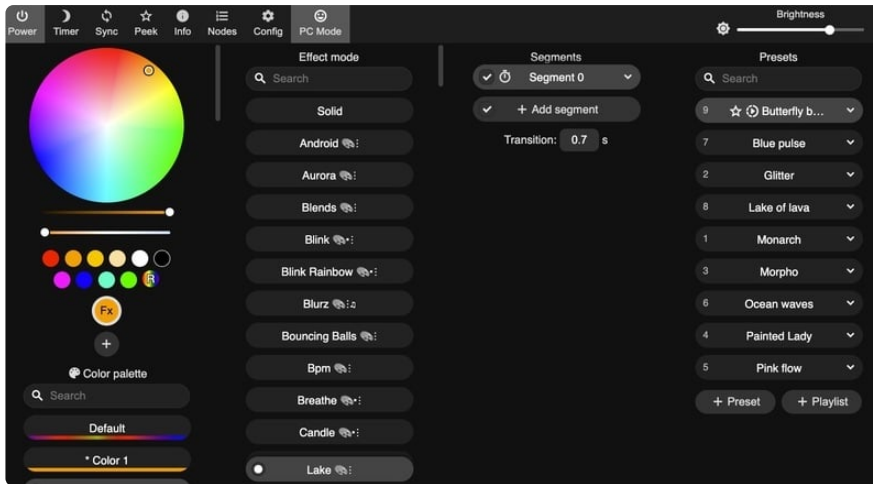 Power Timer Sync Peek Info Nodes Config PC Mode
Brightness
R
Fx
+
Color palette
Search
Default
* Color 1
Effect mode
Search
Solid
Android
Aurora
Blends
Blink
Blink Rainbow
Blurz
Bouncing Balls
Bpm
Breathe
Candle
Lake
Segments
Segment 0
+ Add segment
Transition: 0.7 s
Presets
Search
9 Butterfly b...
7 Blue pulse
2 Glitter
8 Lake of lava
1 Monarch
3 Morpho
6 Ocean waves
4 Painted Lady
5 Pink flow
+ Preset + Playlist